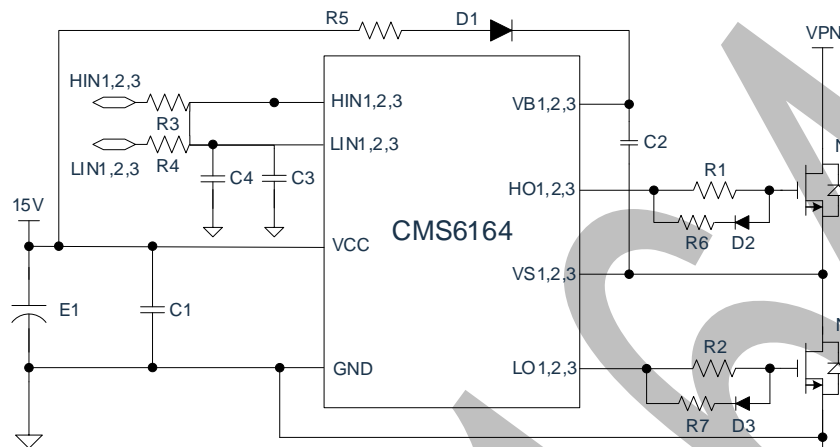 R5
D1
VPN
HIN1,2,3
HIN1,2,3
VB1,2,3
R3
LIN1,2,3
C2
R4
LIN1,2,3
C4
C3
R1
HO1,2,3
15V
CMS6164
R6
D2
VCC
VS1,2,3
E1
C1
R2
GND
LO1,2,3
R7
D3